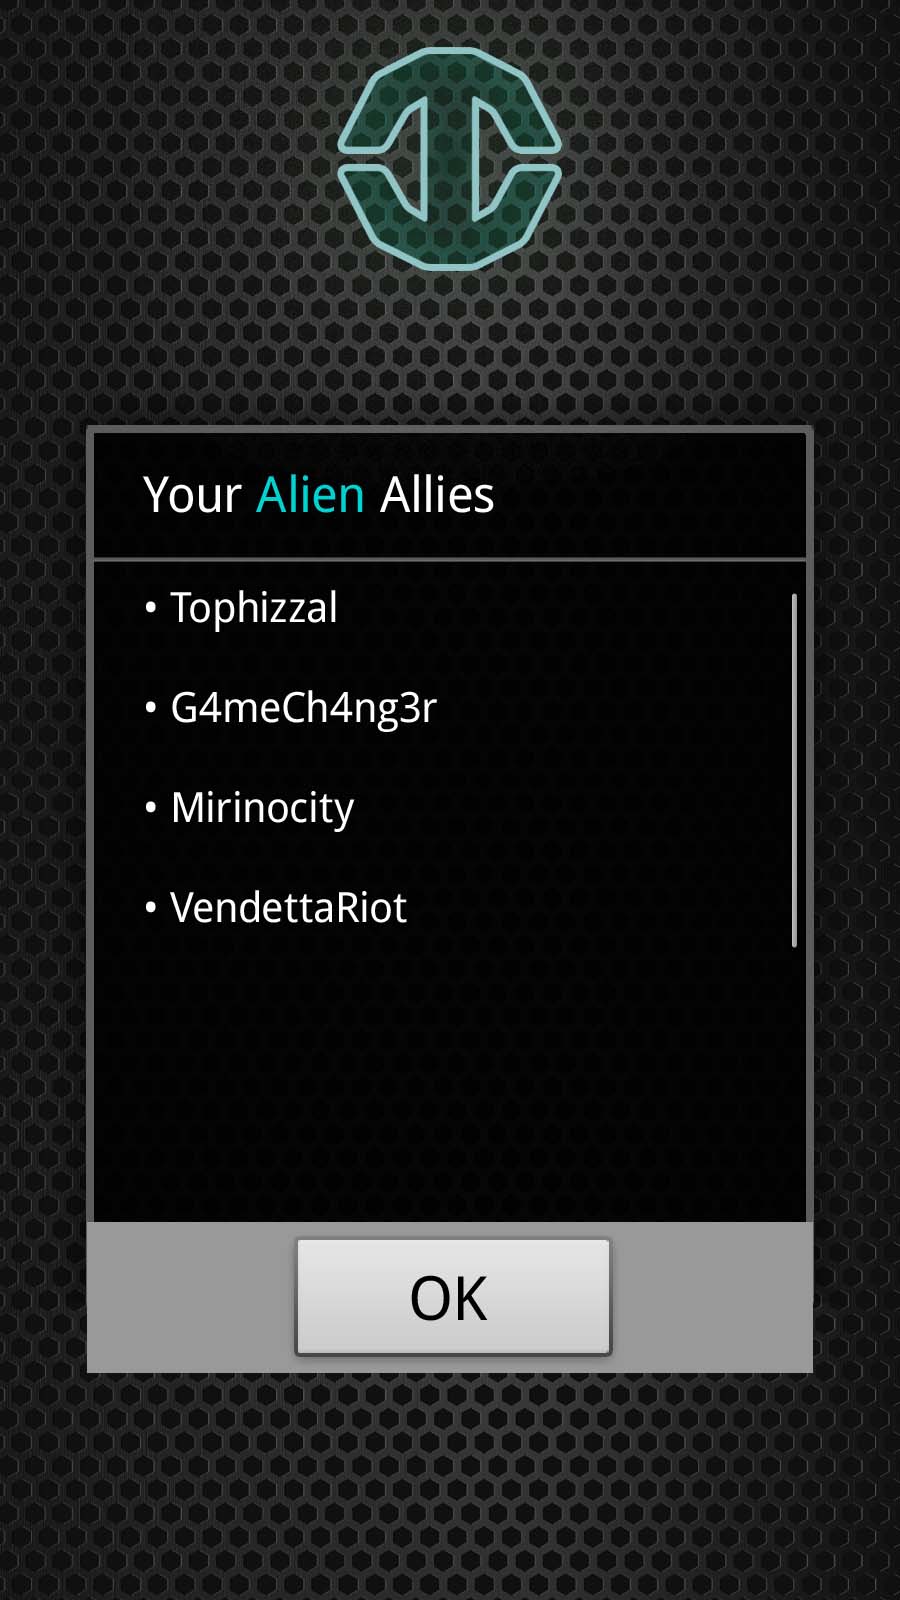 Your Alien Allies
• Tophizzal
• G4meCh4ng3r
• Mirinocity
• VendettaRiot
OK